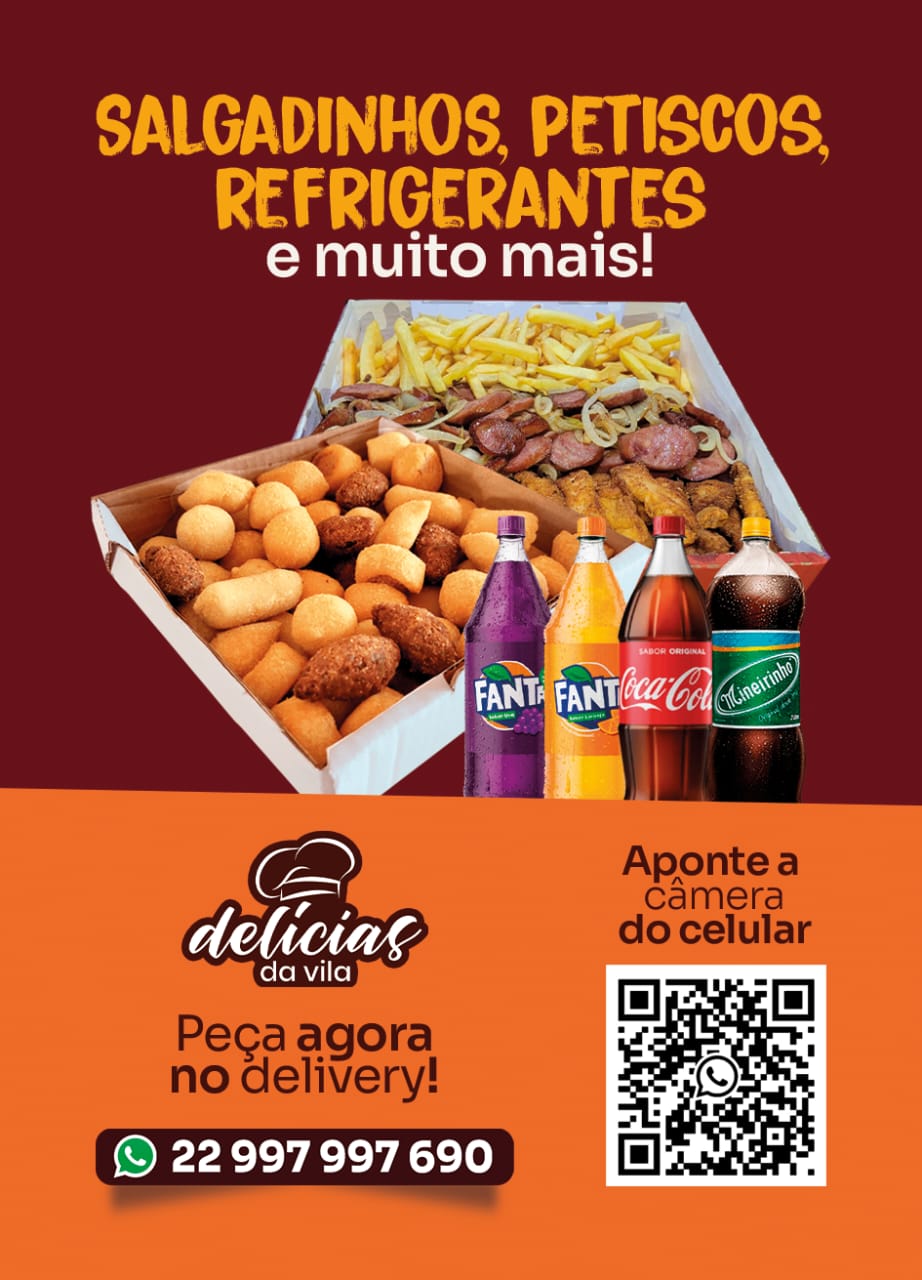 SALGADINHOS, PETISCOS,
REFRIGERANTES
e muito mais!
FANTA
FANTA
SABOR ORIGINAL
Coca-Cola
Mineirinho
delícias
da vila
Peça agora
no delivery!
22 997 997 690
Aponte a
câmera
do celular